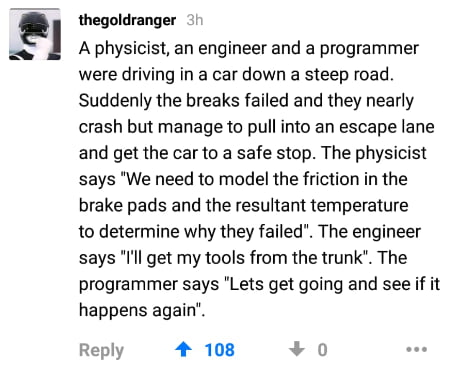 thegoldranger 3h
A physicist, an engineer and a programmer
were driving in a car down a steep road.
Suddenly the breaks failed and they nearly
crash but manage to pull into an escape lane
and get the car to a safe stop. The physicist
says "We need to model the friction in the
brake pads and the resultant temperature
to determine why they failed". The engineer
says "I'll get my tools from the trunk". The
programmer says "Lets get going and see if it
happens again".
Reply 108 0